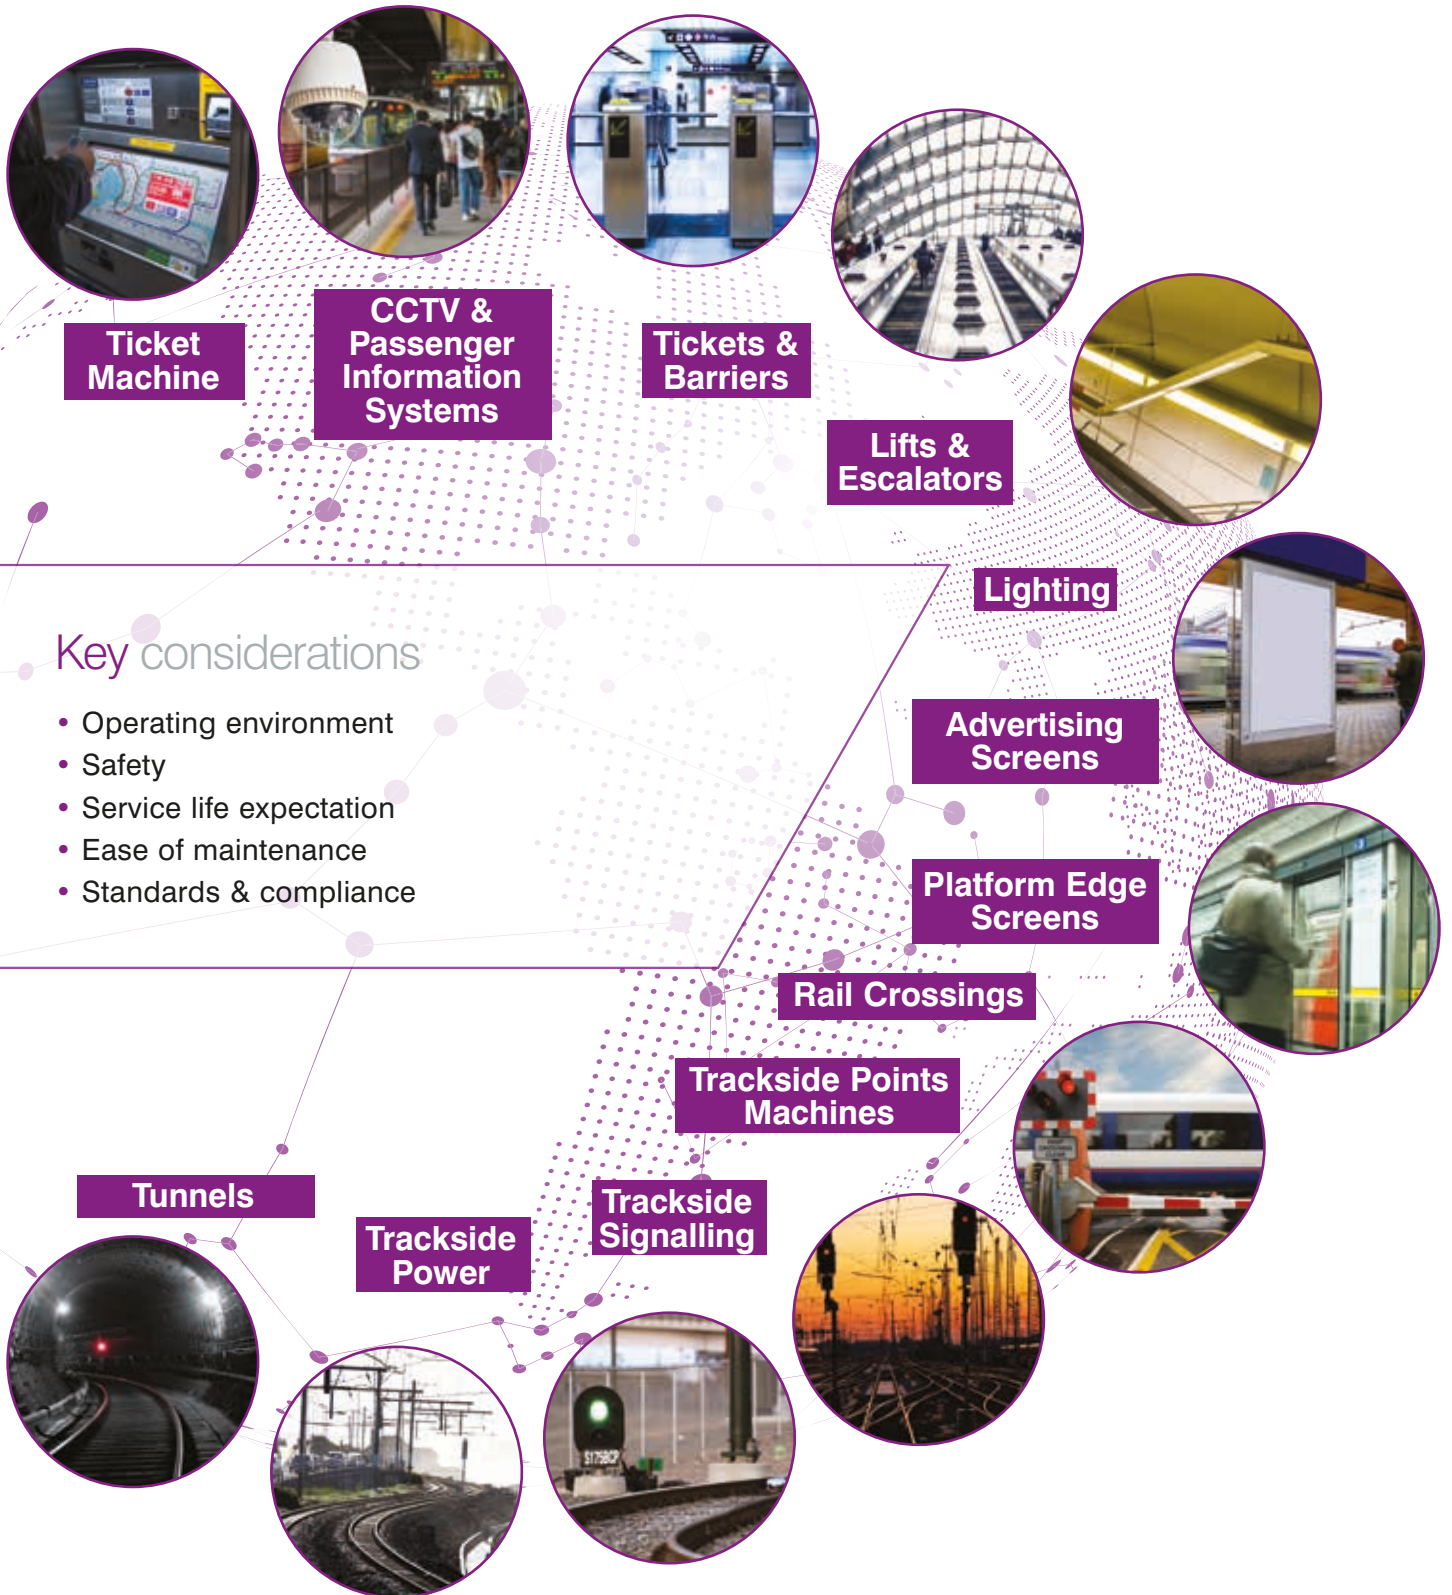 Ticket
Machine
CCTV &
Passenger
Information
Systems
Tickets &
Barriers
Lifts &
Escalators
Lighting
Key considerations
• Operating environment
• Safety
• Service life expectation
• Ease of maintenance
• Standards & compliance
Advertising
Screens
Platform Edge
Screens
Rail Crossings
Trackside Points
Machines
Trackside
Signalling
Tunnels
Trackside
Power
S175BCP